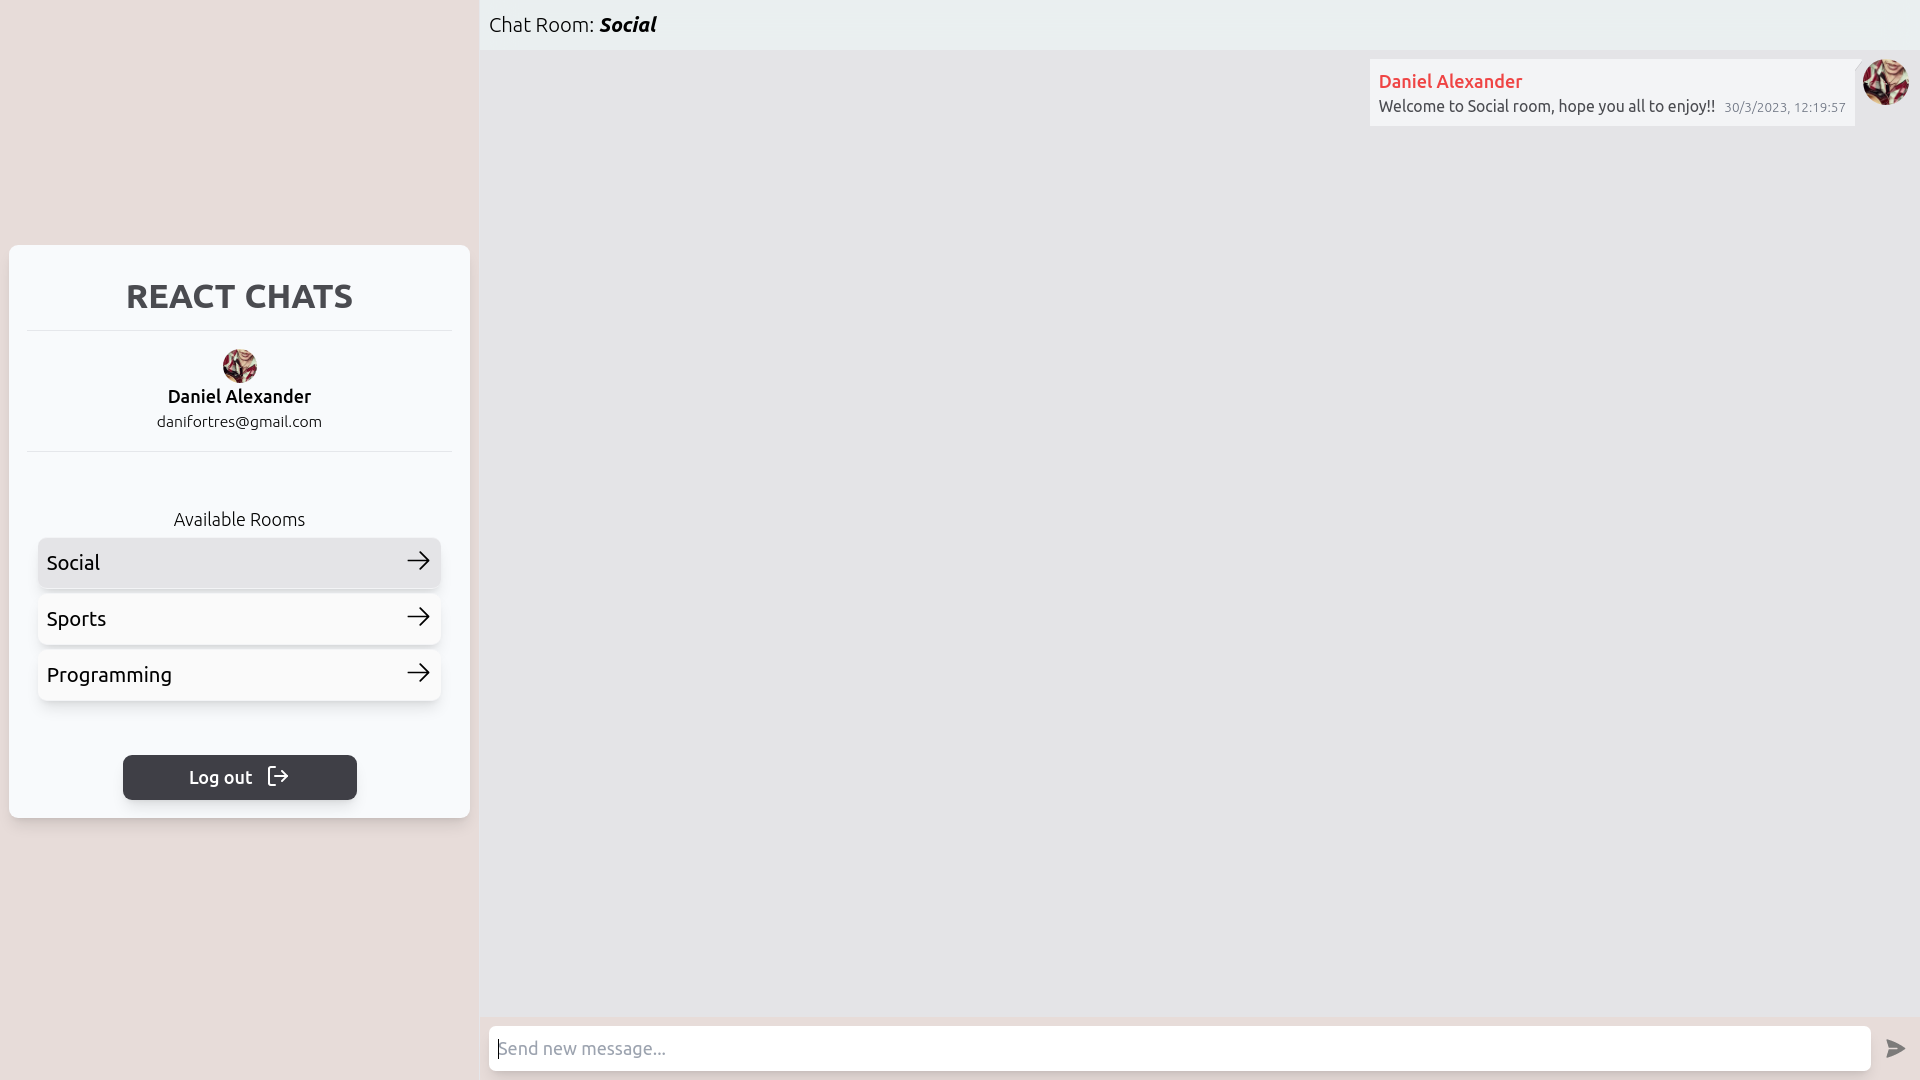 REACT CHATS
Daniel Alexander
danifortres@gmail.com
Available Rooms
Social
Sports
Programming
Log out
Chat Room: Social
Daniel Alexander
Welcome to Social room, hope you all to enjoy!! 30/3/2023, 12:19:57
Send new message...